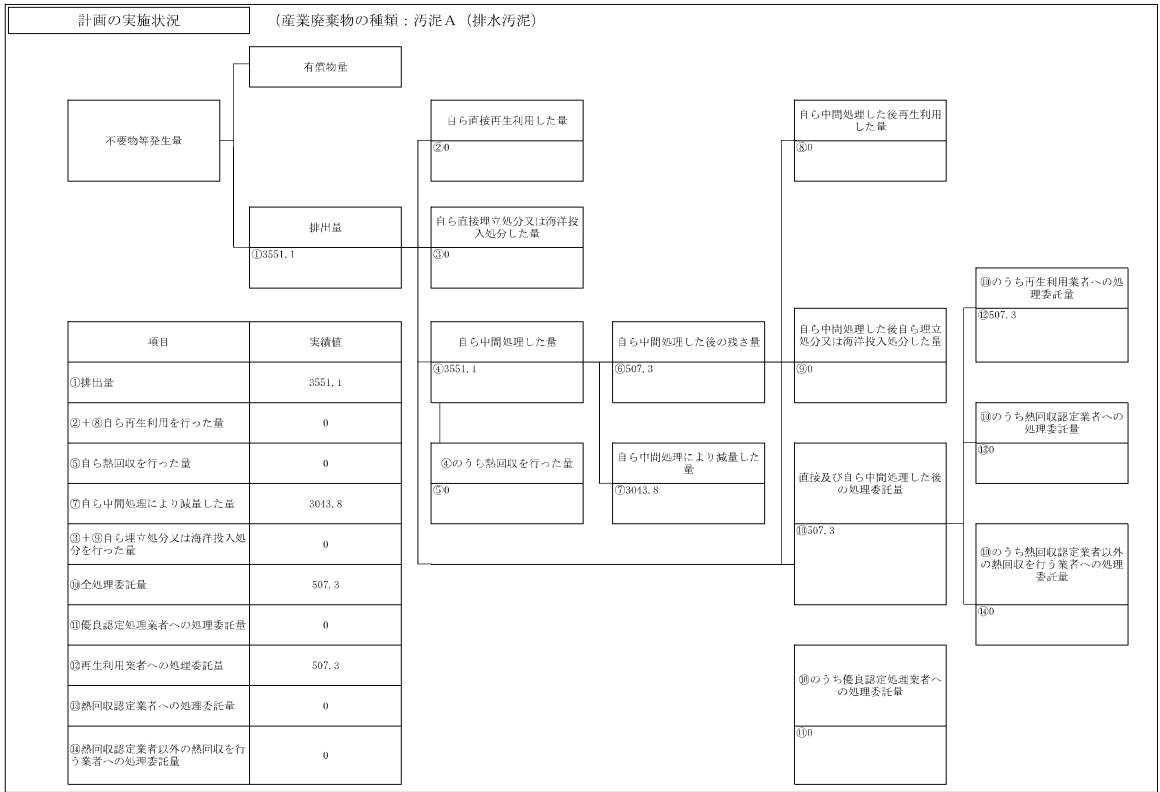 計画の実施状況
（産業廃棄物の種類：汚泥A（排水汚泥）
有償物量
不要物等発生量
自ら直接再生利用した量
②0
自ら中間処理した後再生利用
した量
⑧0
排出量
①3551.1
自ら直接埋立処分又は海洋投
入処分した量
③0
⑩のうち再生利用業者への処
理委託量
⑫507.3
項目
実績値
①排出量
3551.1
②＋⑧自ら再生利用を行った量
0
⑤自ら熱回収を行った量
0
⑦自ら中間処理により減量した量
3043.8
③＋⑨自ら埋立処分又は海洋投入処
分を行った量
0
⑩全処理委託量
507.3
⑪優良認定処理業者への処理委託量
0
⑫再生利用業者への処理委託量
507.3
⑬熱回収認定業者への処理委託量
0
⑭熱回収認定業者以外の熱回収を行
う業者への処理委託量
0
自ら中間処理した量
④3551.1
自ら中間処理した後の残さ量
⑥507.3
自ら中間処理した後自ら埋立
処分又は海洋投入処分した量
⑨0
④のうち熱回収を行った量
⑤0
自ら中間処理により減量した
量
⑦3043.8
直接及び自ら中間処理した後
の処理委託量
⑩507.3
⑩のうち熱回収認定業者への
処理委託量
⑬0
⑩のうち熱回収認定業者以外
の熱回収を行う業者への処理
委託量
⑭0
⑩のうち優良認定処理業者へ
の処理委託量
⑪0